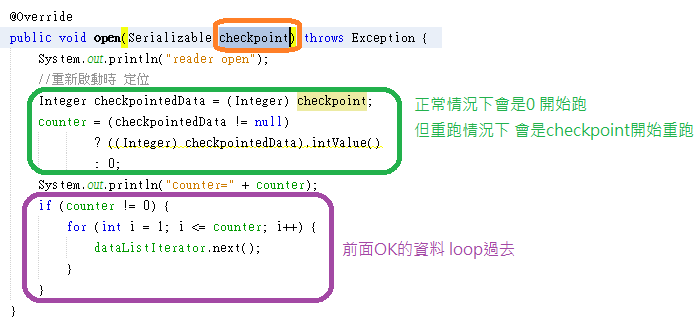 @Override
public void open(Serializable checkpoint) throws Exception {
System.out.println("reader open");
//重新啟動時 定位
Integer checkpointedData = (Integer) checkpoint;
counter = (checkpointedData != null)
? ((Integer) checkpointedData).intValue()
: 0;
正常情況下會是0 開始跑
但重跑情況下 會是checkpoint開始重跑
System.out.println("Counter=" + counter);
if (counter != 0) {
for (int i = 1; i <= counter; i++) {
dataListIterator.next();
}
}
前面OK的資料 loop過去
}